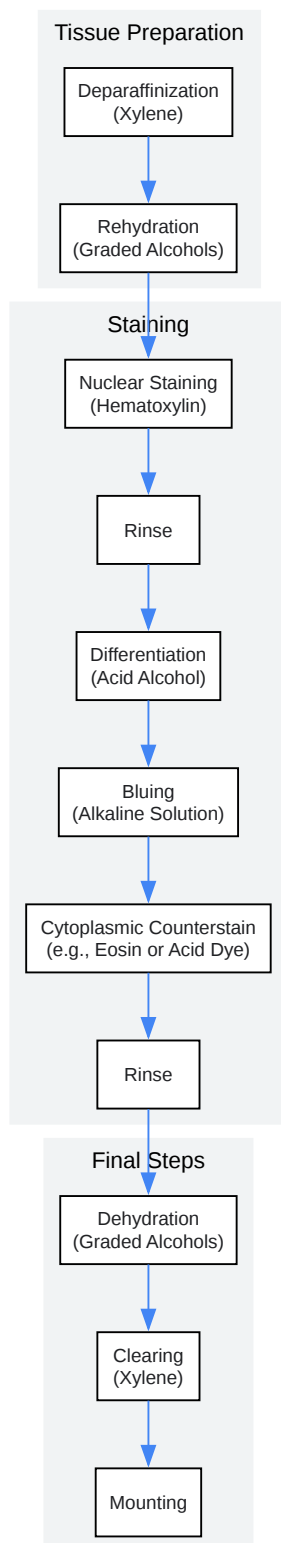 Tissue Preparation
Deparaffinization
(Xylene)
Rehydration
(Graded Alcohols)
Staining
Nuclear Staining
(Hematoxylin)
Rinse
Differentiation
(Acid Alcohol)
Bluing
(Alkaline Solution)
Cytoplasmic Counterstain
(e.g., Eosin or Acid Dye)
Rinse
Final Steps
Dehydration
(Graded Alcohols)
Clearing
(Xylene)
Mounting